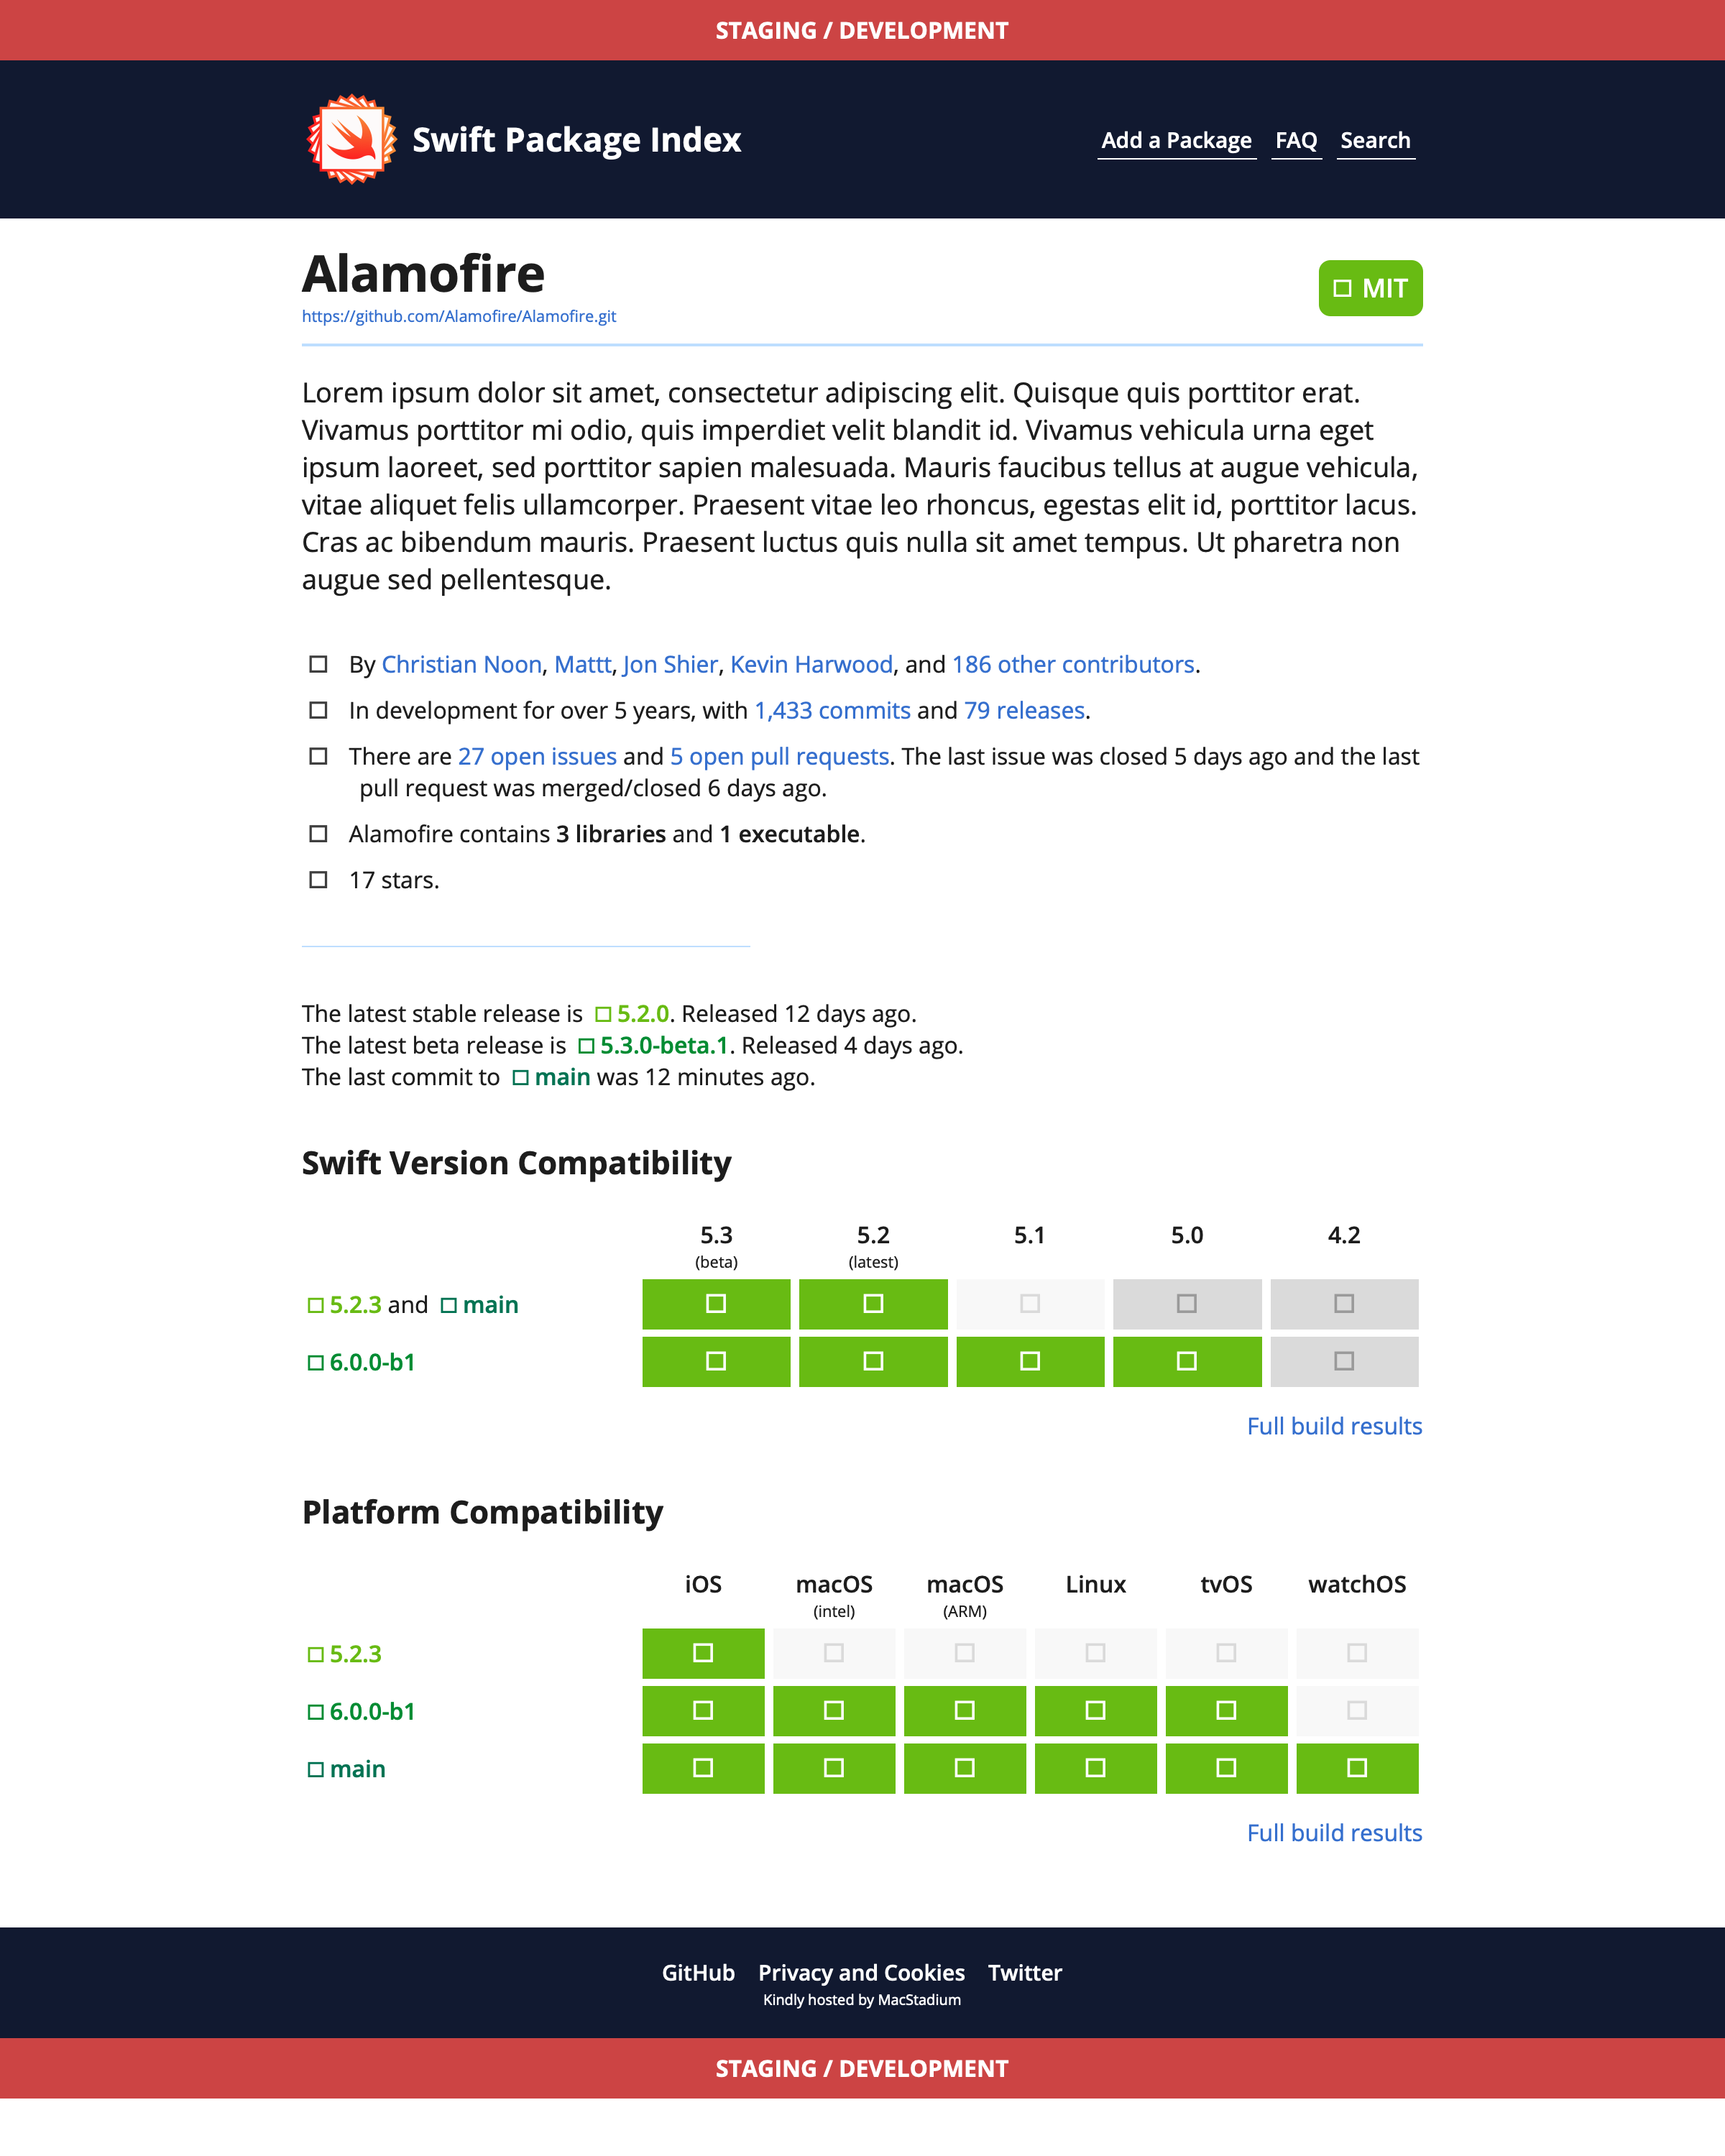 STAGING / DEVELOPMENT
Swift Package Index
Add a Package FAQ Search
Alamofire
MIT
https://github.com/Alamofire/Alamofire.git
Lorem ipsum dolor sit amet, consectetur adipiscing elit. Quisque quis porttitor erat.
Vivamus porttitor mi odio, quis imperdiet velit blandit id. Vivamus vehicula urna eget
ipsum laoreet, sed porttitor sapien malesuada. Mauris faucibus tellus at augue vehicula,
vitae aliquet felis ullamcorper. Praesent vitae leo rhoncus, egestas elit id, porttitor lacus.
Cras ac bibendum mauris. Praesent luctus quis nulla sit amet tempus. Ut pharetra non
augue sed pellentesque.
By Christian Noon, Mattt, Jon Shier, Kevin Harwood, and 186 other contributors.
In development for over 5 years, with 1,433 commits and 79 releases.
There are 27 open issues and 5 open pull requests. The last issue was closed 5 days ago and the last
pull request was merged/closed 6 days ago.
Alamofire contains 3 libraries and 1 executable.
17 stars.
The latest stable release is 5.2.0. Released 12 days ago.
The latest beta release is 5.3.0-beta.1. Released 4 days ago.
The last commit to main was 12 minutes ago.
Swift Version Compatibility
5.3 5.2 5.1 5.0 4.2
(beta) (latest)
5.2.3 and main
6.0.0-b1
Full build results
Platform Compatibility
iOS macOS macOS Linux tvOS watchOS
(intel) (ARM)
5.2.3
6.0.0-b1
main
Full build results
GitHub Privacy and Cookies Twitter
Kindly hosted by MacStadium
STAGING / DEVELOPMENT